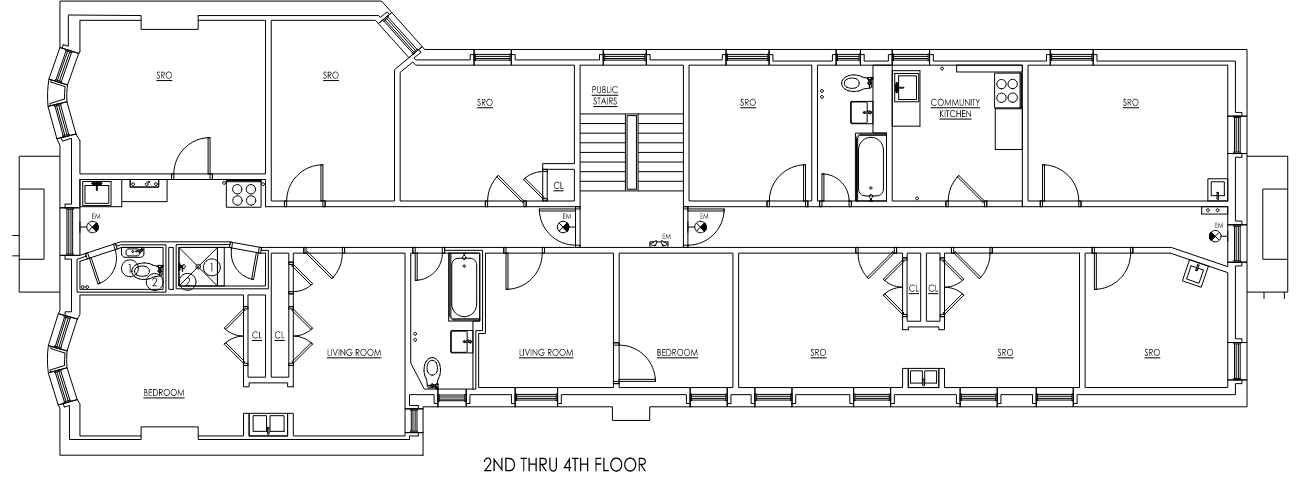 SRO
SRO
SRO
PUBLIC
STAIRS
SRO
COMMUNITY
KITCHEN
SRO
CL
EM
EM
EM
EM
EM
1
2
1
2
CL
CL
LIVING ROOM
BEDROOM
LIVING ROOM
BEDROOM
CL
CL
SRO
SRO
SRO
2ND THRU 4TH FLOOR